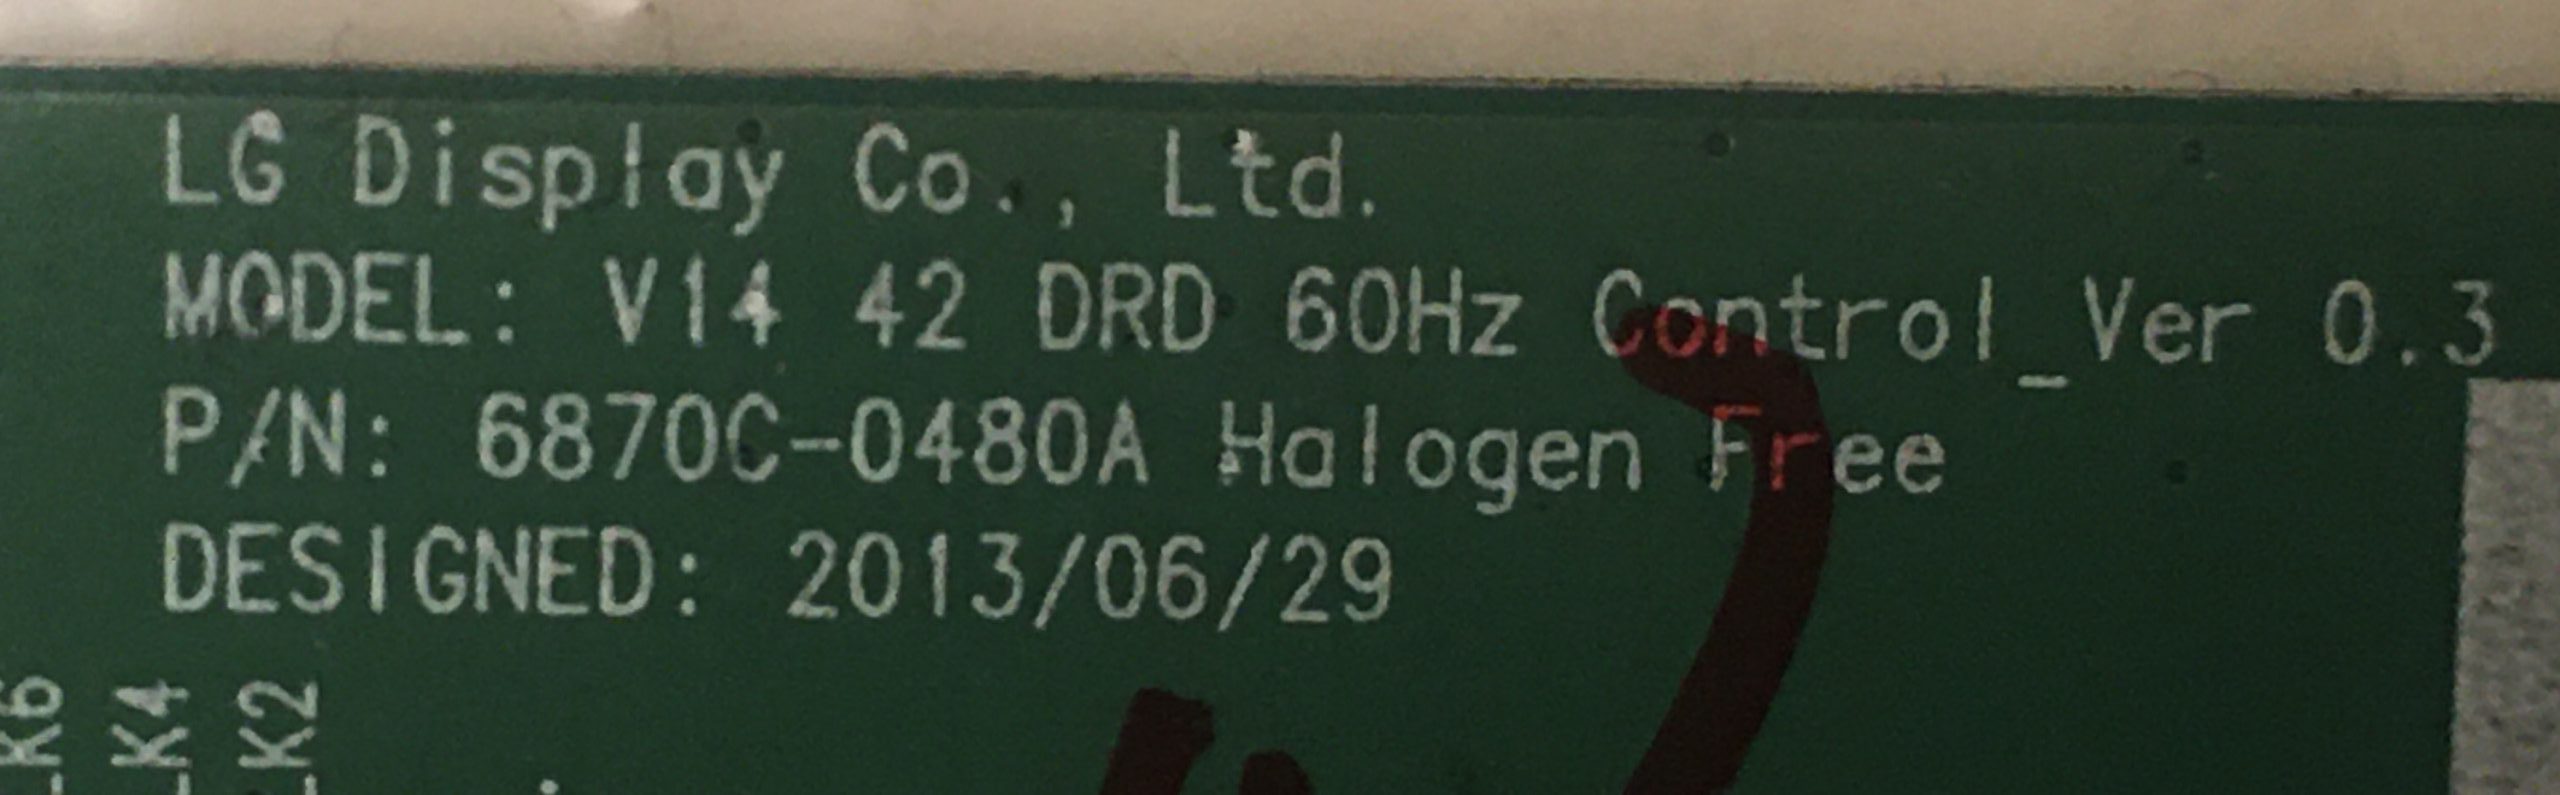 LG Display Co., Ltd.
MODEL: V14 42 DRD 60Hz Control_Ver 0.3
P/N: 6870C-0480A Halogen Free
DESIGNED: 2013/06/29